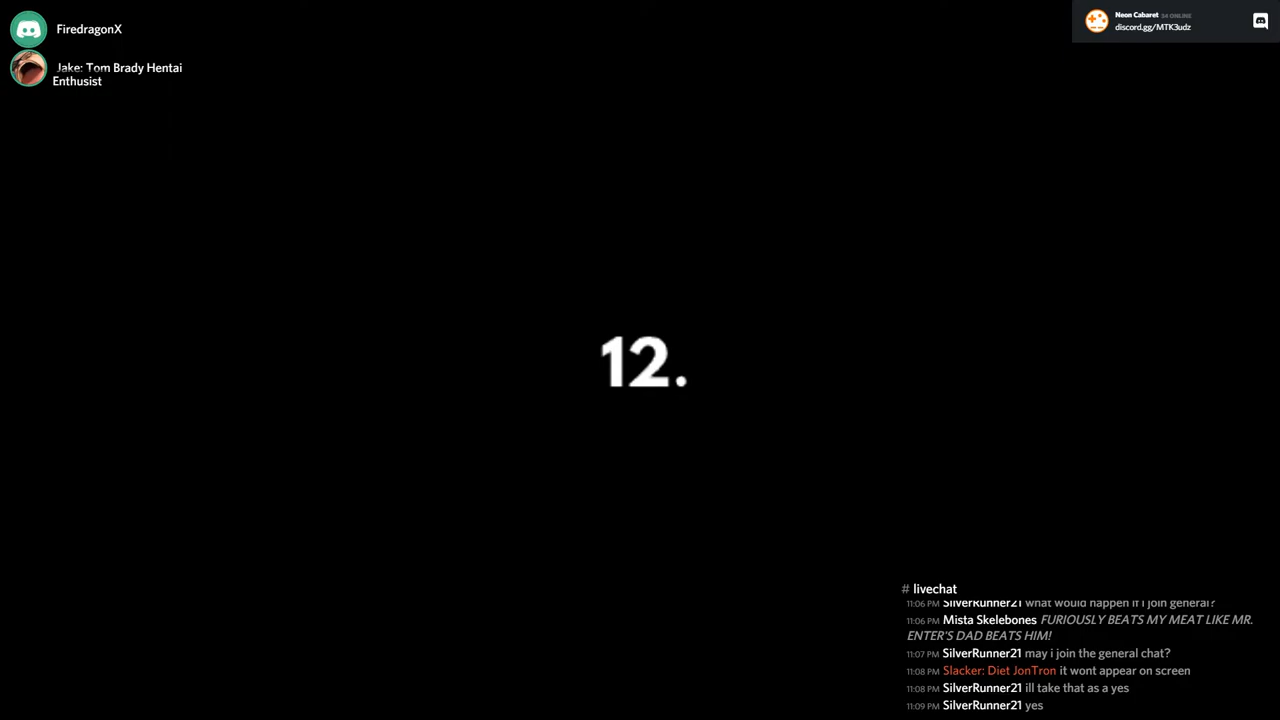 FiredragonX
Jake: Tom Brady Hentai
Enthusist
Neon Cabaret 34 ONLINE
discord.gg/MTK3udz
12.
# livechat
11:06 PM SilverRunner21 what would happen if i join general?
11:06 PM Mista Skelebones FURIOUSLY BEATS MY MEAT LIKE MR.
ENTER'S DAD BEATS HIM!
11:07 PM SilverRunner21 may i join the general chat?
11:08 PM Slacker: Diet JonTron it wont appear on screen
11:08 PM SilverRunner21 ill take that as a yes
11:09 PM SilverRunner21 yes